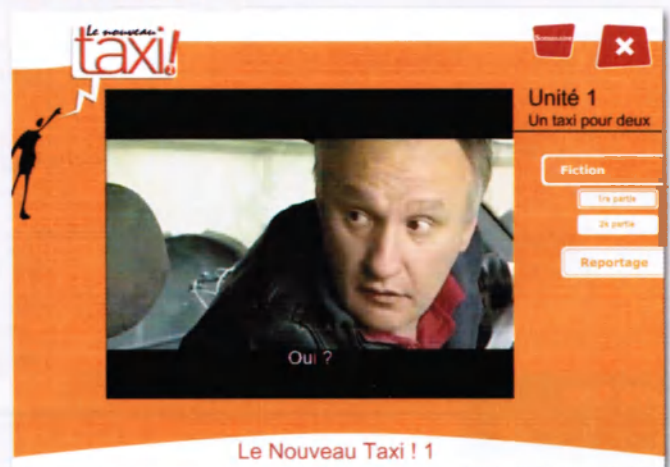 Le nouveau
taxi!
Sommaire
Unité 1
Un taxi pour deux
Fiction
1re partie
2e partie
Reportage
Oui ?
Le Nouveau Taxi ! 1